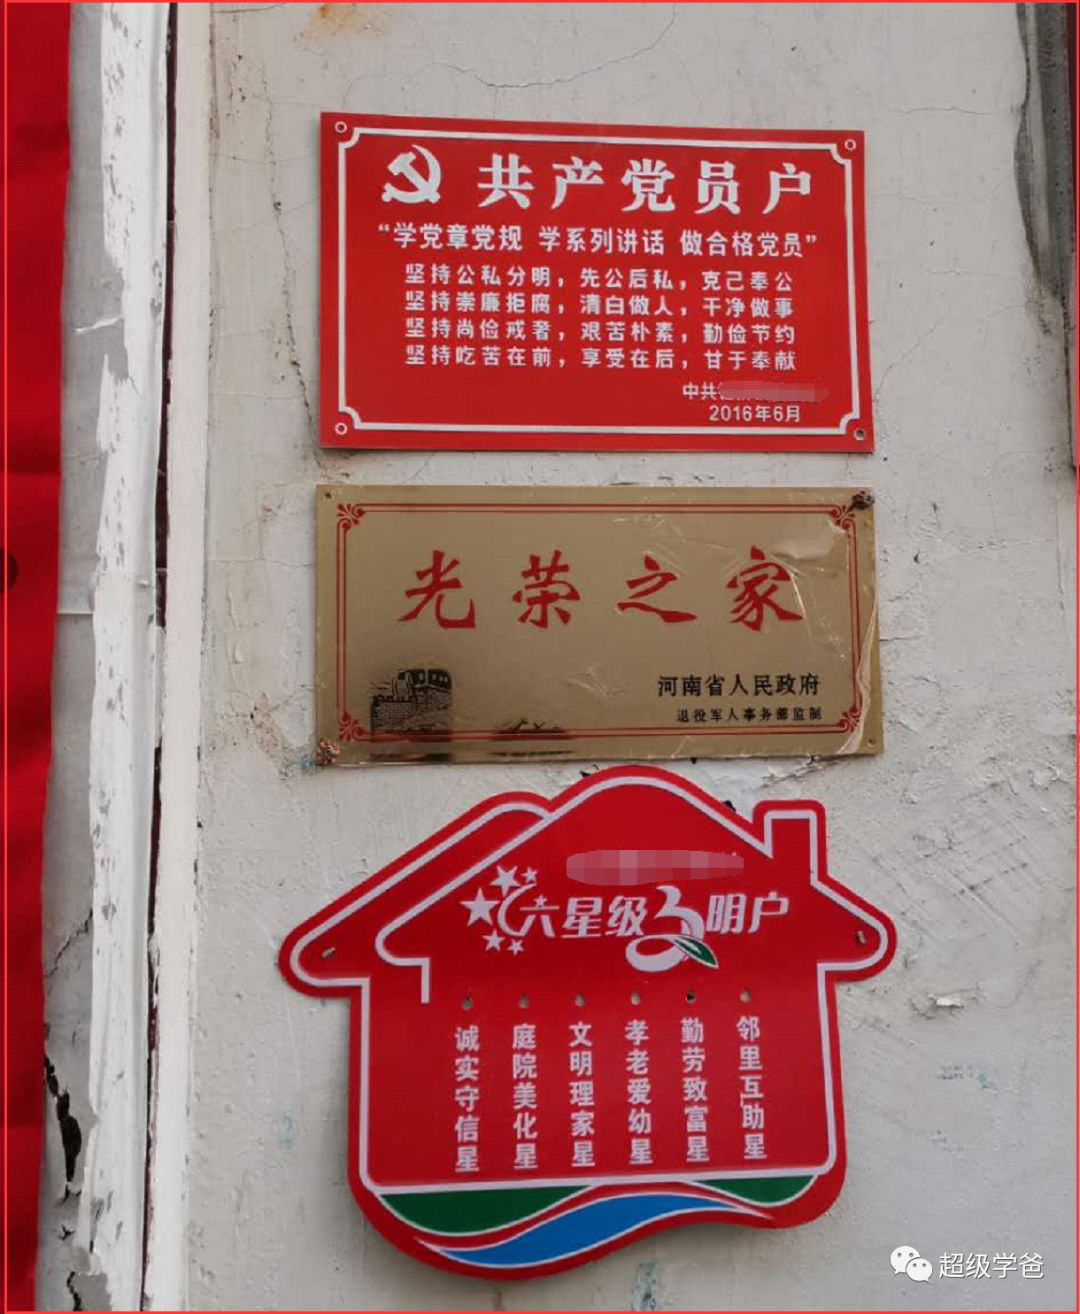 共产党员户
“学党章党规 学系列讲话 做合格党员”
坚持公私分明，先公后私，克己奉公
坚持崇廉拒腐，清白做人，干净做事
坚持尚俭戒奢，艰苦朴素，勤俭节约
坚持吃苦在前，享受在后，甘于奉献
中共
2016年6月
光荣之家
河南省人民政府
退役军人事务部监制
六星级文明户
诚实守信星
庭院美化星
文明理家星
孝老爱幼星
勤劳致富星
邻里互助星
超级学爸